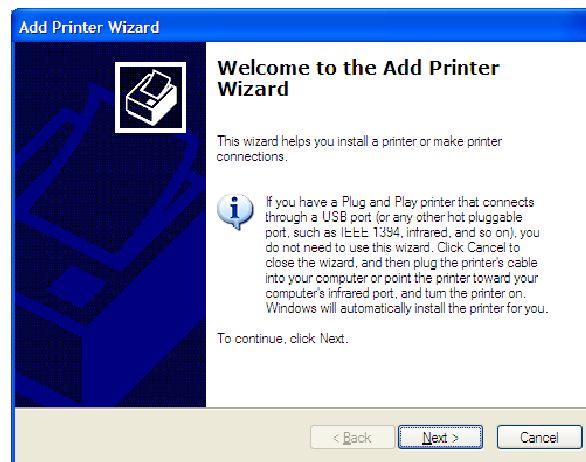 Add Printer Wizard
Welcome to the Add Printer
Wizard
This wizard helps you install a printer or make printer
connections.
If you have a Plug and Play printer that connects
through a USB port (or any other hot pluggable
port, such as IEEE 1394, infrared, and so on), you
do not need to use this wizard. Click Cancel to
close the wizard, and then plug the printer's cable
into your computer or point the printer toward your
computer's infrared port, and turn the printer on.
Windows will automatically install the printer for you.
To continue, click Next.
< Back
Next >
Cancel